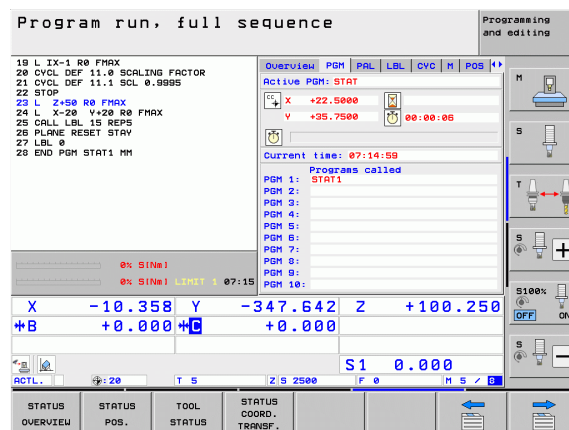 Program run, full sequence
Programming
and editing
19 L IX-1 R0 FMAX
20 CYCL DEF 11.0 SCALING FACTOR
21 CYCL DEF 11.1 SCL 0.9995
22 STOP
23 L Z+50 R0 FMAX
24 L X-20 Y+20 R0 FMAX
25 CALL LBL 15 REP5
26 PLANE RESET STAY
27 LBL 0
28 END PGM STAT1 MM
0% S[Nm]
0% S[Nm] LIMIT 1 07:15
Overview PGM PAL LBL CYC M POS
Active PGM: STAT
CC X +22.5000
Y +35.7500 00:00:06
Current time: 07:14:59
Programs called
PGM 1: STAT1
PGM 2:
PGM 3:
PGM 4:
PGM 5:
PGM 6:
PGM 7:
PGM 8:
PGM 9:
PGM 10:
X -10.358 Y -347.642 Z +100.250
B +0.000 C +0.000
S1 0.000
ACTL. : 20 T 5 Z S 2500 F 0 M 5 / 8
M
S
T
S
S100%
OFF ON
S
STATUS OVERVIEW
STATUS POS.
TOOL STATUS
STATUS COORD. TRANSF.